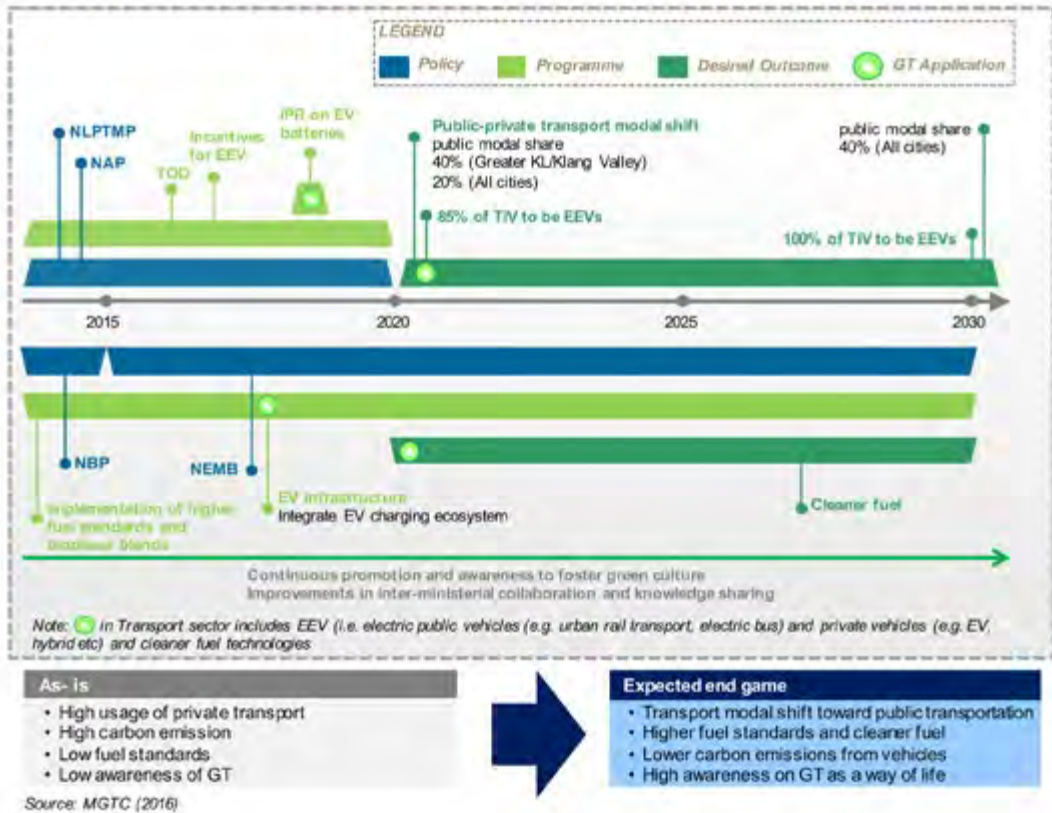 LEGEND
Policy
Programme
Desired Outcome
GT Application
NLPTMP
NAP
TOD
Incentives
for EEV
IPR on EV
batteries
Public-private transport modal shift
public modal share
40% (Greater KL/Klang Valley)
20% (All cities)
85% of TIV to be EEVs
public modal share
40% (All cities)
100% of TIV to be EEVs
2015
2020
2025
2030
NBP
NEMB
Implementation of higher
fuel standards and
biodiesel blends
EV infrastructure
Integrate EV charging ecosystem
Cleaner fuel
Continuous promotion and awareness to foster green culture
Improvements in inter-ministerial collaboration and knowledge sharing
Note: in Transport sector includes EEV (i.e. electric public vehicles (e.g. urban rail transport, electric bus) and private vehicles (e.g. EV,
hybrid etc) and cleaner fuel technologies
As- is
• High usage of private transport
• High carbon emission
• Low fuel standards
• Low awareness of GT
Expected end game
• Transport modal shift toward public transportation
• Higher fuel standards and cleaner fuel
• Lower carbon emissions from vehicles
• High awareness on GT as a way of life
Source: MGTC (2016)